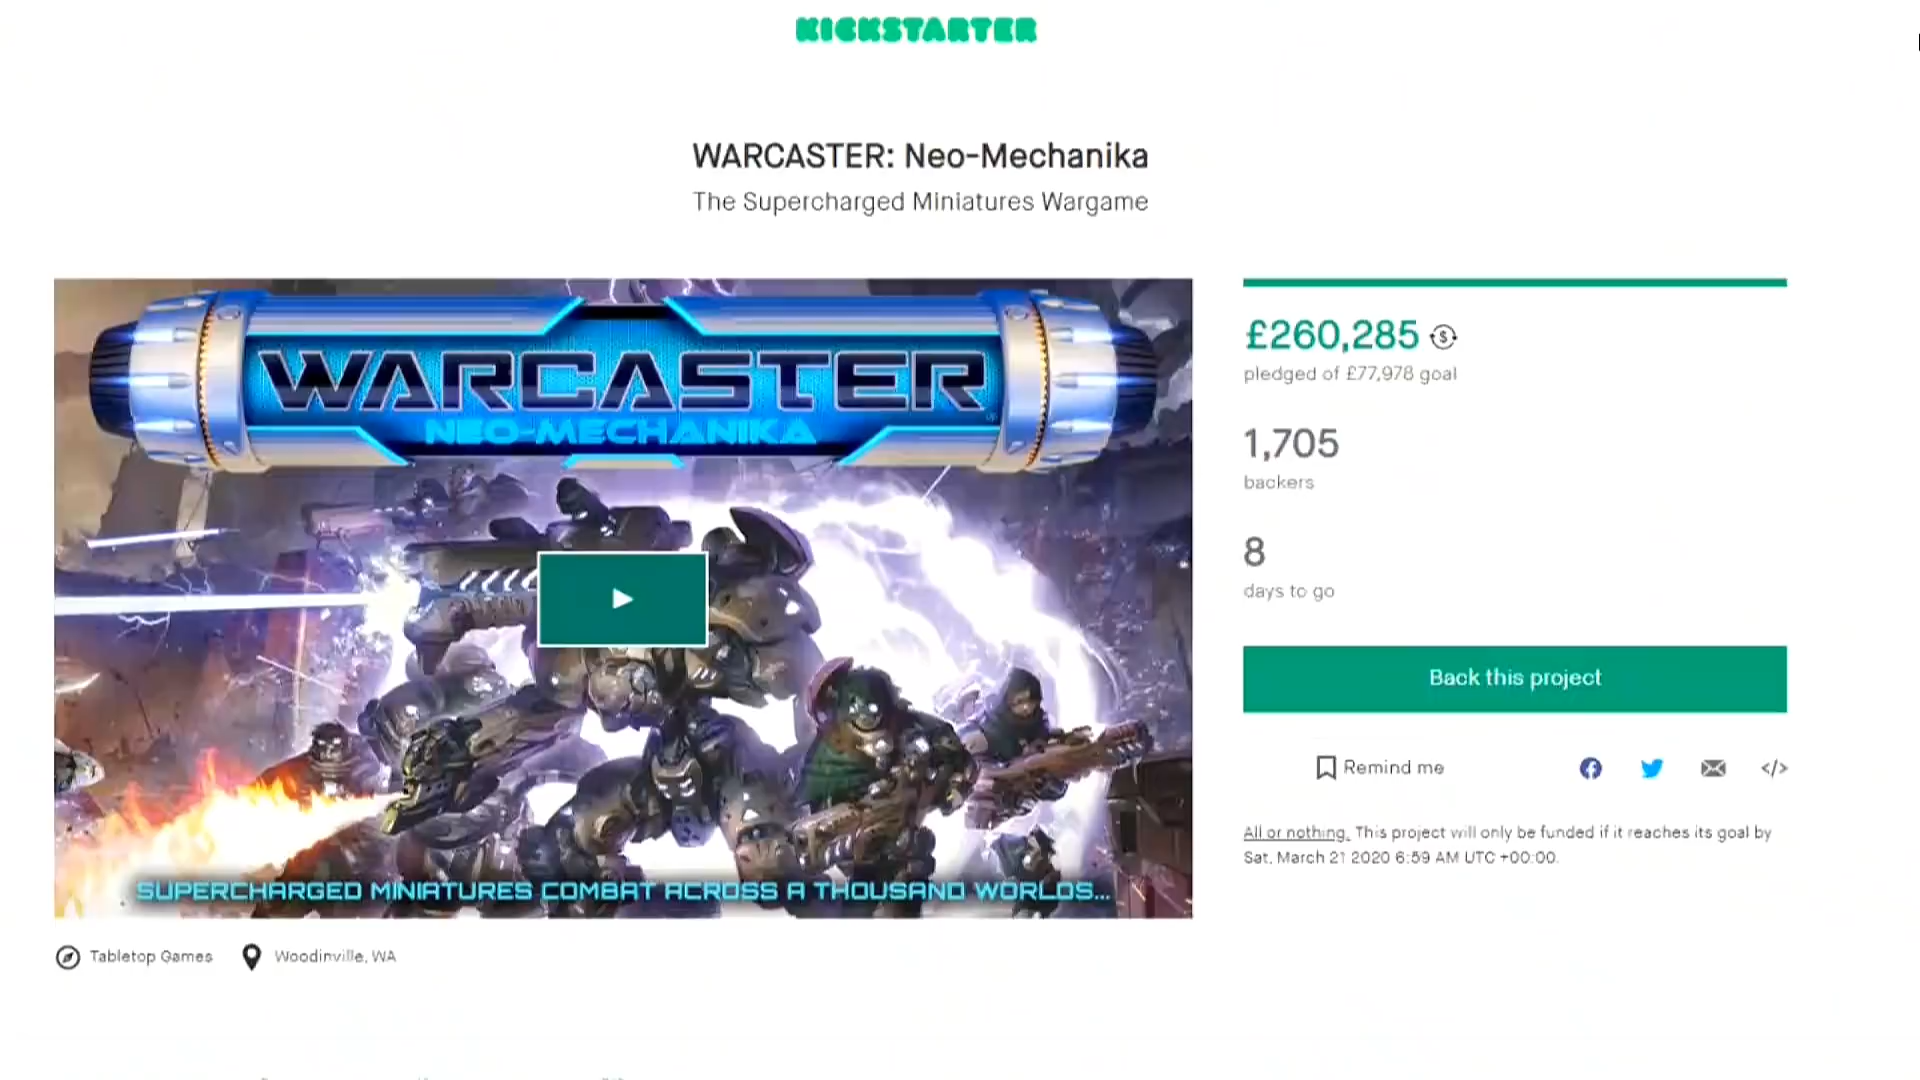 KICKSTARTER
WARCASTER: Neo-Mechanika
The Supercharged Miniatures Wargame
WARCASTER
NEO-MECHANIKA
SUPERCHARGED MINIATURES COMBAT ACROSS A THOUSAND WORLDS...
£260,285
pledged of £77,978 goal
1,705
backers
8
days to go
Back this project
Remind me
All or nothing. This project will only be funded if it reaches its goal by
Sat, March 21 2020 6:59 AM UTC +00:00.
Tabletop Games
Woodinville, WA